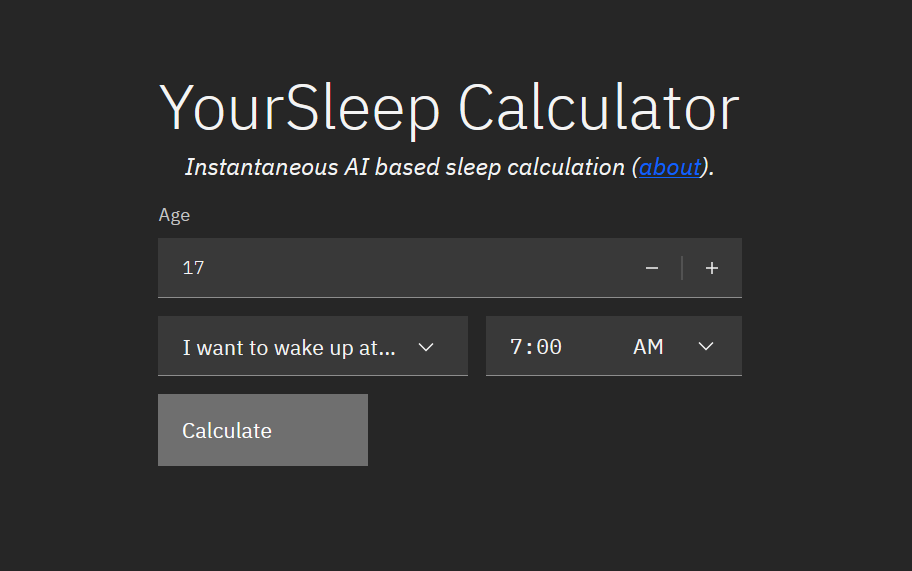 YourSleep Calculator
Instantaneous AI based sleep calculation (about).
Age
17
I want to wake up at...
7:00 AM
Calculate